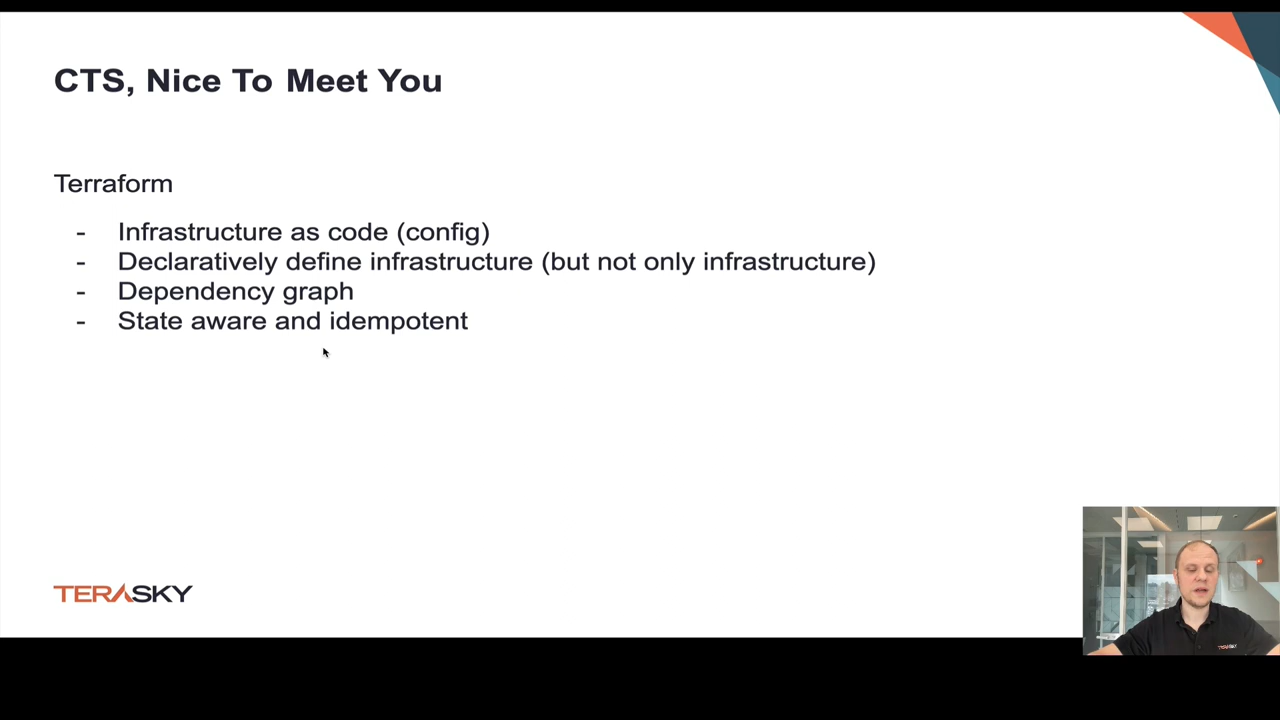 CTS, Nice To Meet You
Terraform
- Infrastructure as code (config)
- Declaratively define infrastructure (but not only infrastructure)
- Dependency graph
- State aware and idempotent
TERASKY
TERASKY